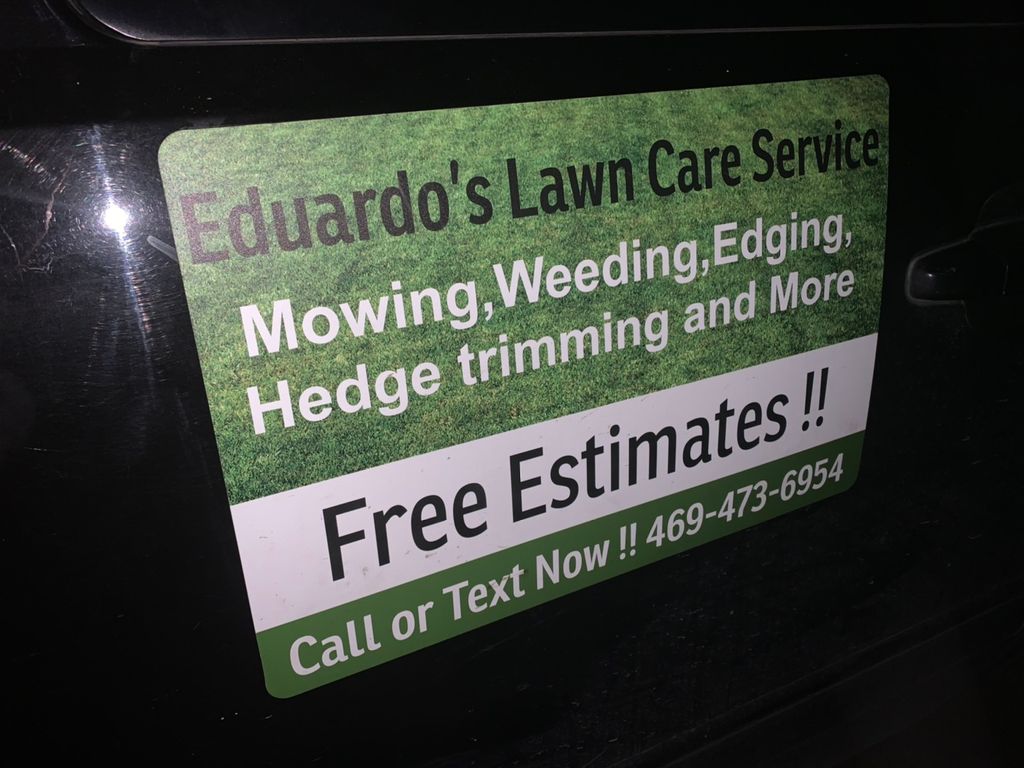 Eduardo's Lawn Care Service
Mowing,Weeding,Edging,
Hedge trimming and More
Free Estimates !!
Call or Text Now !! 469-473-6954